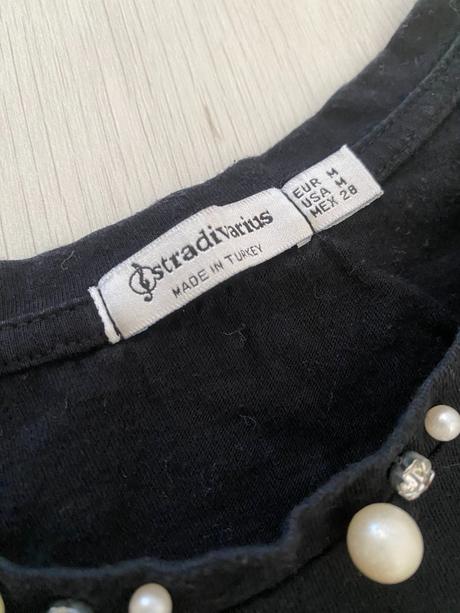 stradivarius
MADE IN TURKEY
EUR M
USA M
MEX 28